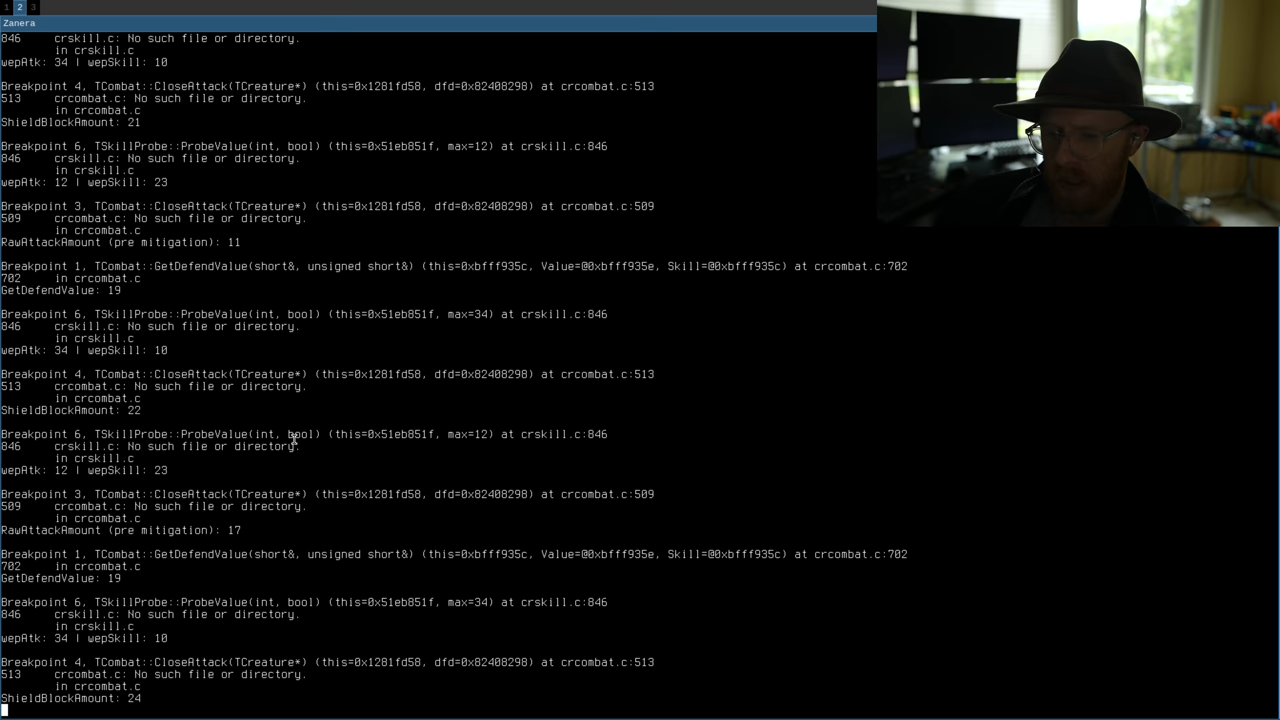 1 2 3
Zanera
846 crskill.c: No such file or directory.
in crskill.c
wepAtk: 34 | wepSkill: 10
Breakpoint 4, TCombat::CloseAttack(TCreature*) (this=0x1281fd58, dfd=0x82408298) at crcombat.c:513
513 crcombat.c: No such file or directory.
in crcombat.c
ShieldBlockAmount: 21
Breakpoint 6, TSkillProbe::ProbeValue(int, bool) (this=0x51eb851f, max=12) at crskill.c:846
846 crskill.c: No such file or directory.
in crskill.c
wepAtk: 12 | wepSkill: 23
Breakpoint 3, TCombat::CloseAttack(TCreature*) (this=0x1281fd58, dfd=0x82408298) at crcombat.c:509
509 crcombat.c: No such file or directory.
in crcombat.c
RawAttackAmount (pre mitigation): 11
Breakpoint 1, TCombat::GetDefendValue(short&, unsigned short&) (this=0xbfff935c, Value=@0xbfff935e, Skill=@0xbfff935c) at crcombat.c:702
702 in crcombat.c
GetDefendValue: 19
Breakpoint 6, TSkillProbe::ProbeValue(int, bool) (this=0x51eb851f, max=34) at crskill.c:846
846 crskill.c: No such file or directory.
in crskill.c
wepAtk: 34 | wepSkill: 10
Breakpoint 4, TCombat::CloseAttack(TCreature*) (this=0x1281fd58, dfd=0x82408298) at crcombat.c:513
513 crcombat.c: No such file or directory.
in crcombat.c
ShieldBlockAmount: 22
Breakpoint 6, TSkillProbe::ProbeValue(int, bool) (this=0x51eb851f, max=12) at crskill.c:846
846 crskill.c: No such file or directory.
in crskill.c
wepAtk: 12 | wepSkill: 23
Breakpoint 3, TCombat::CloseAttack(TCreature*) (this=0x1281fd58, dfd=0x82408298) at crcombat.c:509
509 crcombat.c: No such file or directory.
in crcombat.c
RawAttackAmount (pre mitigation): 17
Breakpoint 1, TCombat::GetDefendValue(short&, unsigned short&) (this=0xbfff935c, Value=@0xbfff935e, Skill=@0xbfff935c) at crcombat.c:702
702 in crcombat.c
GetDefendValue: 19
Breakpoint 6, TSkillProbe::ProbeValue(int, bool) (this=0x51eb851f, max=34) at crskill.c:846
846 crskill.c: No such file or directory.
in crskill.c
wepAtk: 34 | wepSkill: 10
Breakpoint 4, TCombat::CloseAttack(TCreature*) (this=0x1281fd58, dfd=0x82408298) at crcombat.c:513
513 crcombat.c: No such file or directory.
in crcombat.c
ShieldBlockAmount: 24